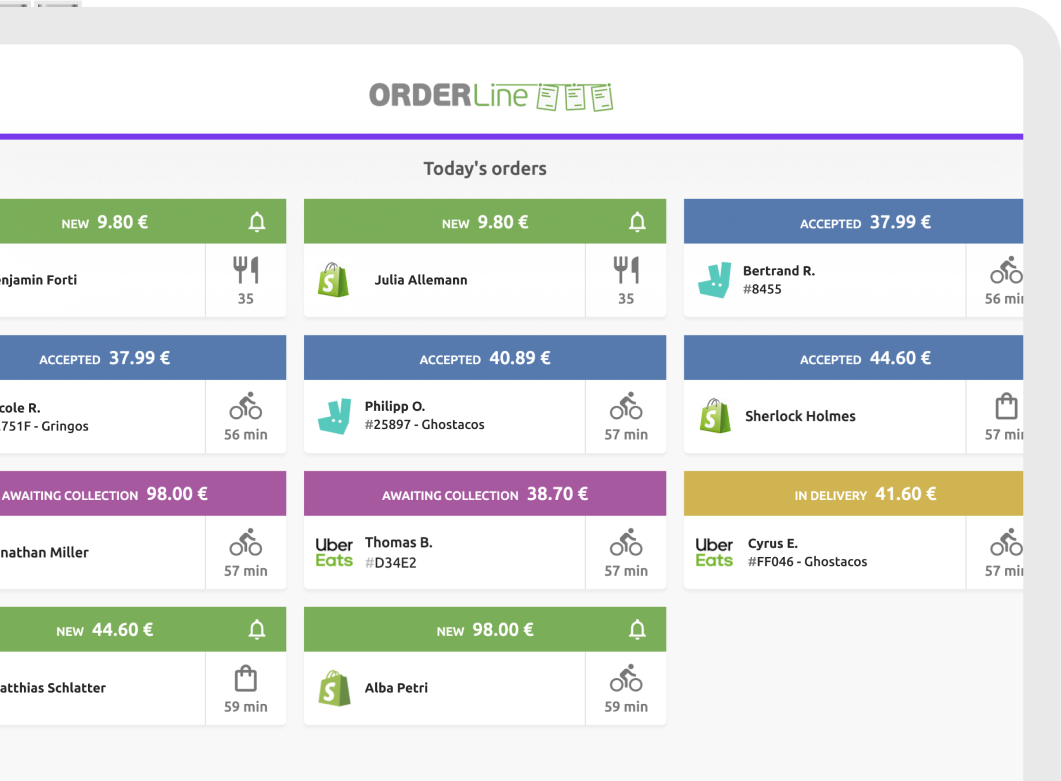 ORDERLine
Today's orders
NEW 9.80 €
NEW 9.80 €
ACCEPTED 37.99 €
enjamin Forti
35
Julia Allemann
35
Bertrand R.
#8455
56 min
ACCEPTED 37.99 €
ACCEPTED 40.89 €
ACCEPTED 44.60 €
cole R.
751F - Gringos
56 min
Philipp O.
#25897 - Ghostacos
57 min
Sherlock Holmes
57 min
AWAITING COLLECTION 98.00 €
AWAITING COLLECTION 38.70 €
IN DELIVERY 41.60 €
nathan Miller
57 min
Uber
Eats
Thomas B.
#D34E2
57 min
Uber
Eats
Cyrus E.
#FF046 - Ghostacos
57 min
NEW 44.60 €
NEW 98.00 €
atthias Schlatter
59 min
Alba Petri
59 min